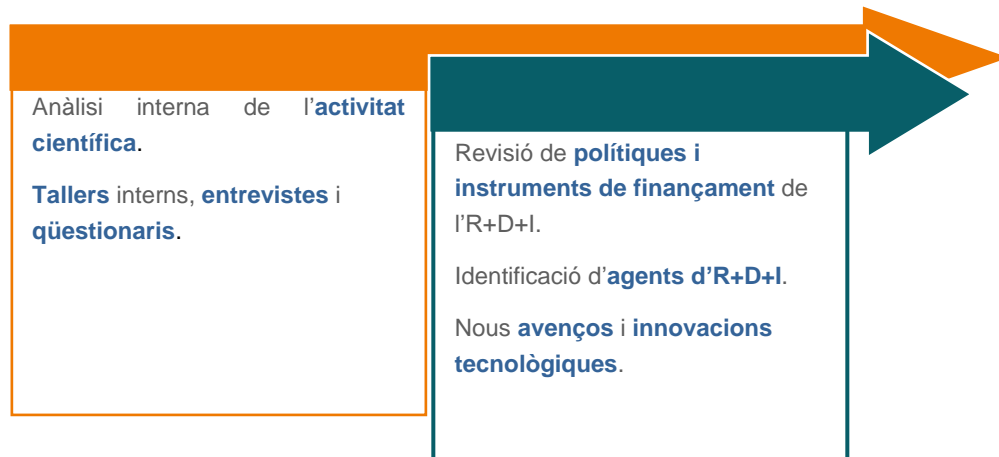 Anàlisi interna de l’activitat
científica.
Tallers interns, entrevistes i
qüestionaris.
Revisió de polítiques i
instruments de finançament de
l’R+D+I.
Identificació d’agents d’R+D+I.
Nous avenços i innovacions
tecnològiques.